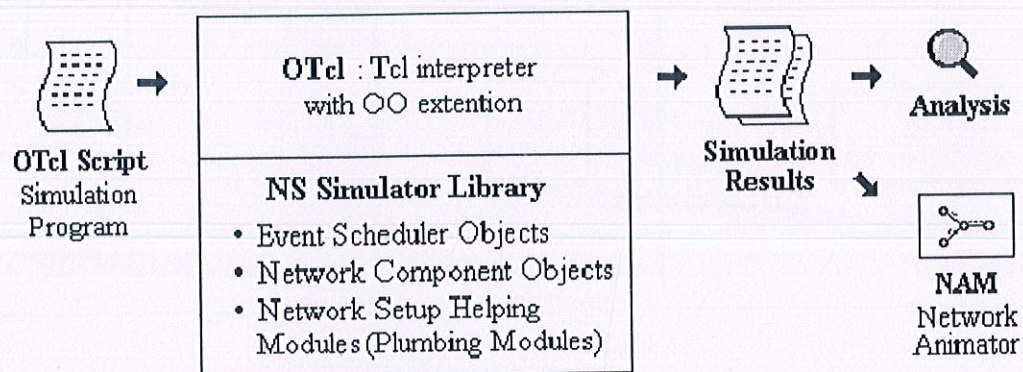 OTcl Script
Simulation
Program
OTcl : Tcl interpreter
with OO extention
NS Simulator Library
• Event Scheduler Objects
• Network Component Objects
• Network Setup Helping
Modules(Plumbing Modules)
Simulation
Results
Analysis
NAM
Network
Animator